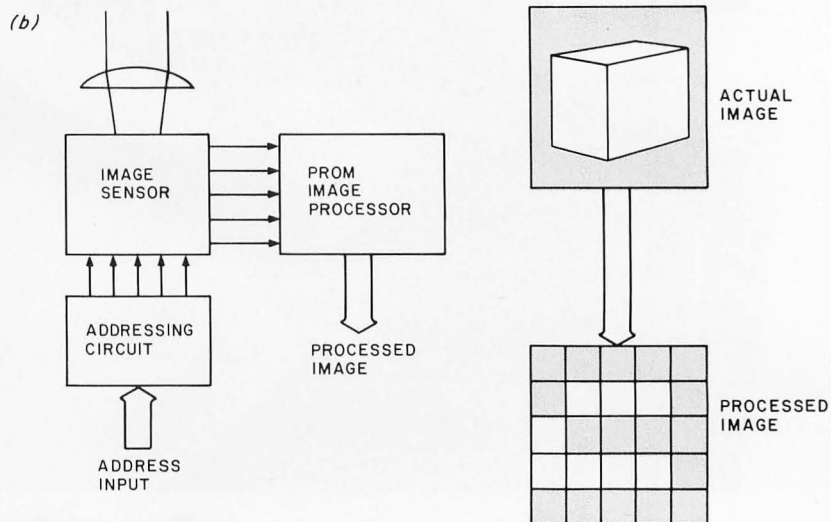 (b)
IMAGE
SENSOR
PROM
IMAGE
PROCESSOR
ADDRESSING
CIRCUIT
PROCESSED
IMAGE
ADDRESS
INPUT
ACTUAL
IMAGE
PROCESSED
IMAGE